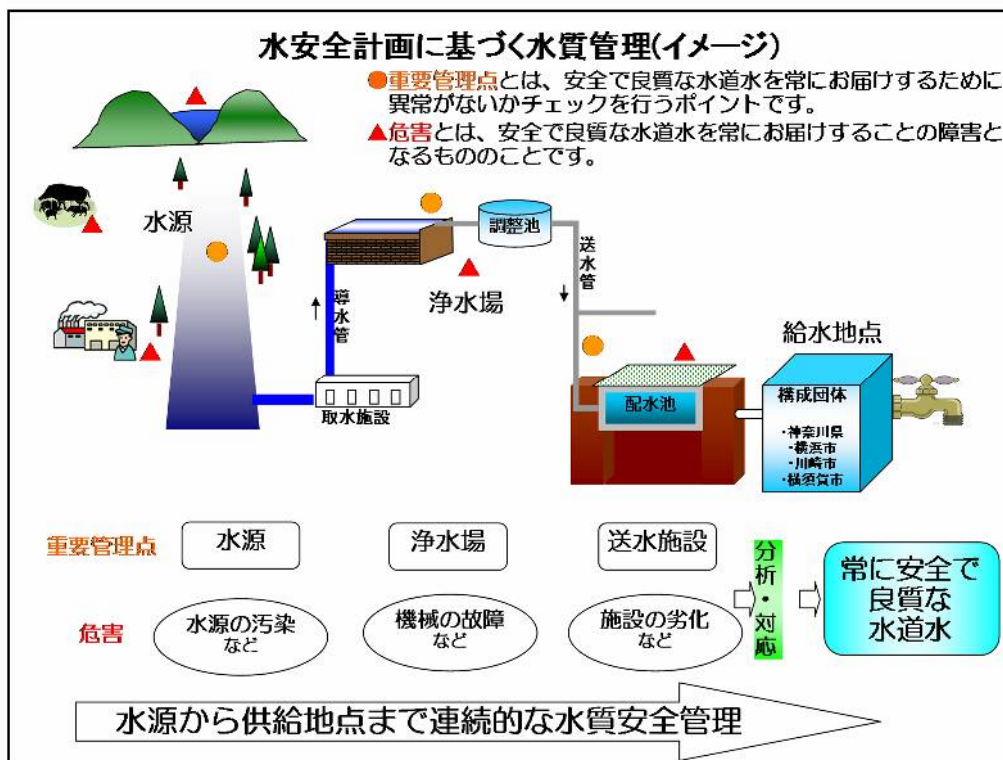 水安全計画に基づく水質管理(イメージ)
●重要管理点とは、安全で良質な水道水を常にお届けするために
異常がないかチェックを行うポイントです。
▲危害とは、安全で良質な水道水を常にお届けすることの障害と
なるもののことです。
水源
導水管
取水施設
浄水場
調整池
送水管
配水池
給水地点
構成団体
・神奈川県
・横浜市
・川崎市
・横須賀市
重要管理点
水源
浄水場
送水施設
危害
水源の汚染
など
機械の故障
など
施設の劣化
など
分析・対応
常に安全で
良質な
水道水
水源から供給地点まで連続的な水質安全管理